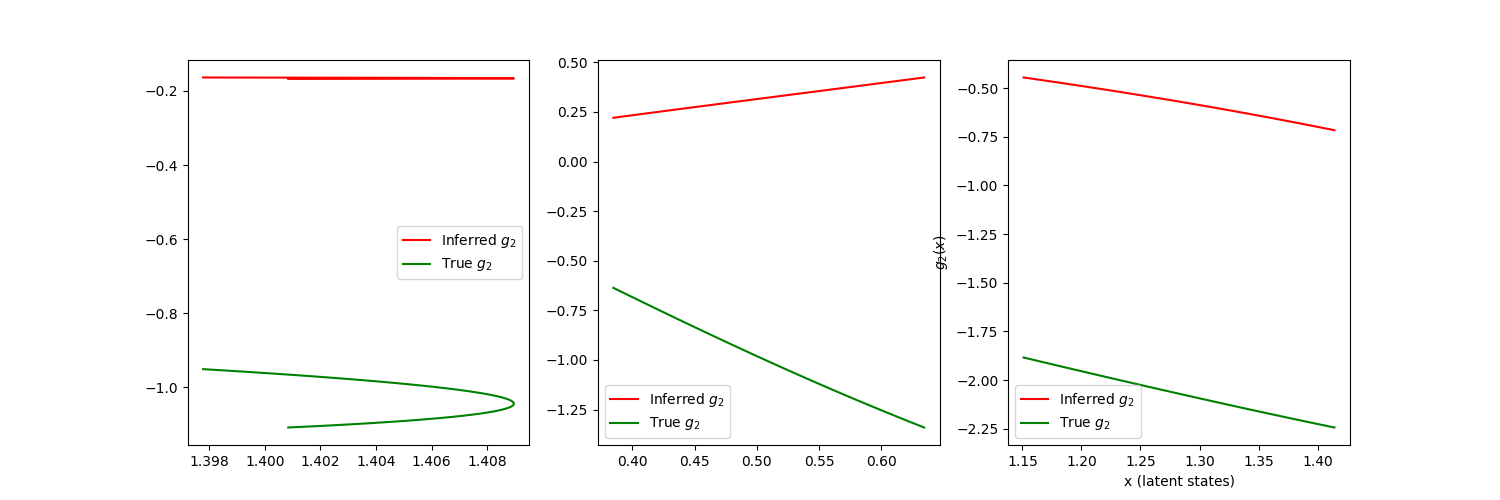 −0.2
−0.4
−0.6
−0.8
−1.0
1.398 1.400 1.402 1.404 1.406 1.408
Inferred g₂
True g₂
0.50
0.25
0.00
−0.25
−0.50
−0.75
−1.00
−1.25
0.40 0.45 0.50 0.55 0.60
Inferred g₂
True g₂
g₂(x)
−0.50
−0.75
−1.00
−1.25
−1.50
−1.75
−2.00
−2.25
1.15 1.20 1.25 1.30 1.35 1.40
Inferred g₂
True g₂
x (latent states)